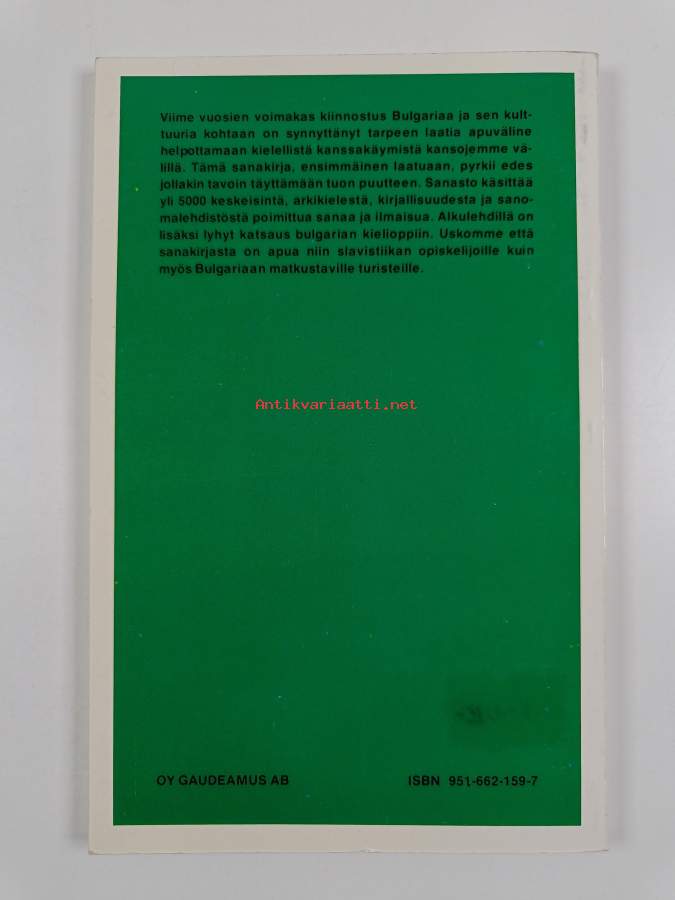 Viime vuosien voimakas kiinnostus Bulgariaa ja sen kult-
tuuria kohtaan on synnyttänyt tarpeen laatia apuväline
helpottamaan kielellistä kanssakäymistä kansojemme vä-
lillä. Tämä sanakirja, ensimmäinen laatuaan, pyrkii edes
jollakin tavoin täyttämään tuon puutteen. Sanasto käsittää
yli 5000 keskeisintä, arkikielestä, kirjallisuudesta ja sano-
malehdistöstä poimittua sanaa ja ilmaisua. Alkulehdillä on
lisäksi lyhyt katsaus bulgarian kielioppiin. Uskomme että
sanakirjasta on apua niin slavistiikan opiskelijoille kuin
myös Bulgariaan matkustaville turisteille.
Antikvariaatti.net
OY GAUDEAMUS AB
ISBN 951-662-159-7